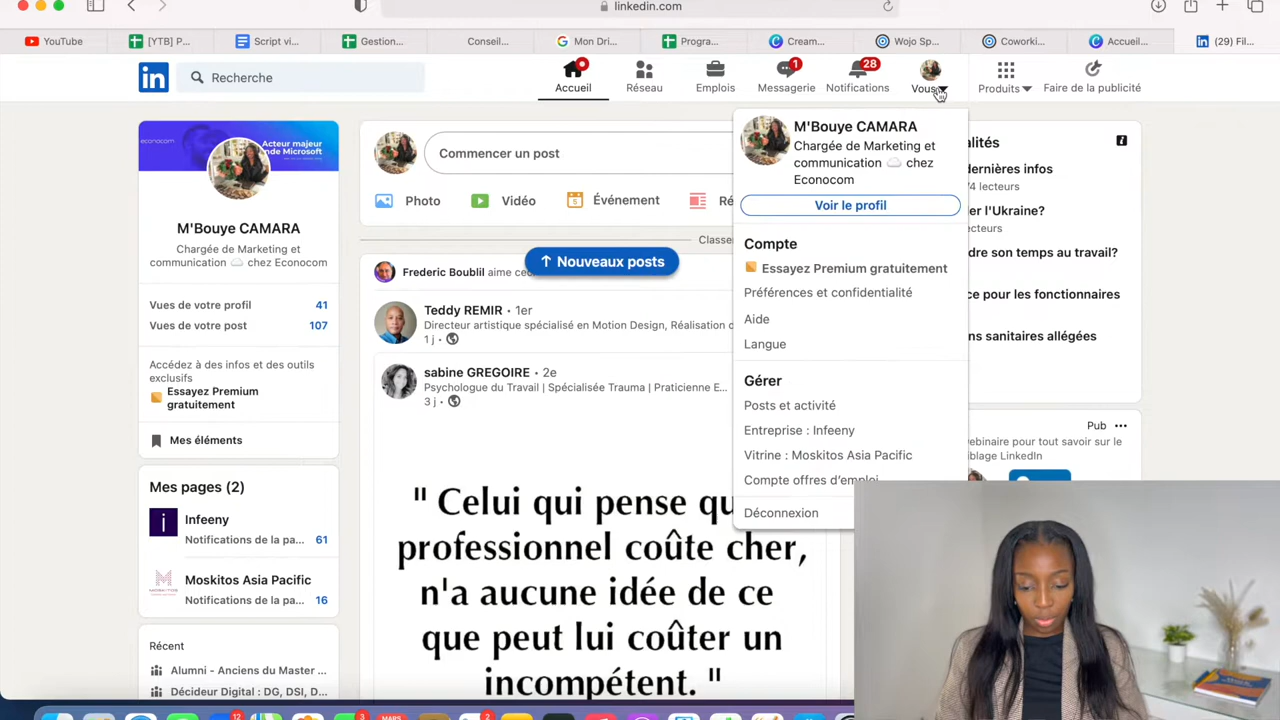 linkedin.com
YouTube
[YTB] P...
Script vi...
Gestion...
Conseil...
Mon Dri...
Progra...
Cream...
Wojo Sp...
Coworki...
Accueil...
(29) Fil...
in
Recherche
Accueil
Réseau
Emplois
1
Messagerie
28
Notifications
Vous
Produits
Faire de la publicité
econocom
Acteur majeur
nde Microsoft
M'Bouye CAMARA
Chargée de Marketing et
communication ☁️ chez Econocom
Vues de votre profil 41
Vues de votre post 107
Accédez à des infos et des outils
exclusifs
Essayez Premium
gratuitement
Mes éléments
Mes pages (2)
Infeeny
Notifications de la pa... 61
Moskitos Asia Pacific
Notifications de la pa... 16
Récent
Alumni - Anciens du Master ...
Décideur Digital : DG, DSI, D...
Commencer un post
Photo
Vidéo
Événement
Ré
Classe
↑ Nouveaux posts
Frederic Boublil aime cec
Teddy REMIR • 1er
Directeur artistique spécialisé en Motion Design, Réalisation d
1 j •
sabine GREGOIRE • 2e
Psychologue du Travail | Spécialisée Trauma | Praticienne E...
3 j •
" Celui qui pense qu
professionnel coûte cher,
n'a aucune idée de ce
que peut lui coûter un
incompétent. "
M'Bouye CAMARA
Chargée de Marketing et
communication ☁️ chez
Econocom
Voir le profil
Compte
Essayez Premium gratuitement
Préférences et confidentialité
Aide
Langue
Gérer
Posts et activité
Entreprise : Infeeny
Vitrine : Moskitos Asia Pacific
Compte offres d'emploi
Déconnexion
alités
dernières infos
74 lecteurs
er l'Ukraine?
ecteurs
dre son temps au travail?
ce pour les fonctionnaires
ns sanitaires allégées
Pub •••
ebinaire pour tout savoir sur le
iblage LinkedIn
12
3
MARS
2